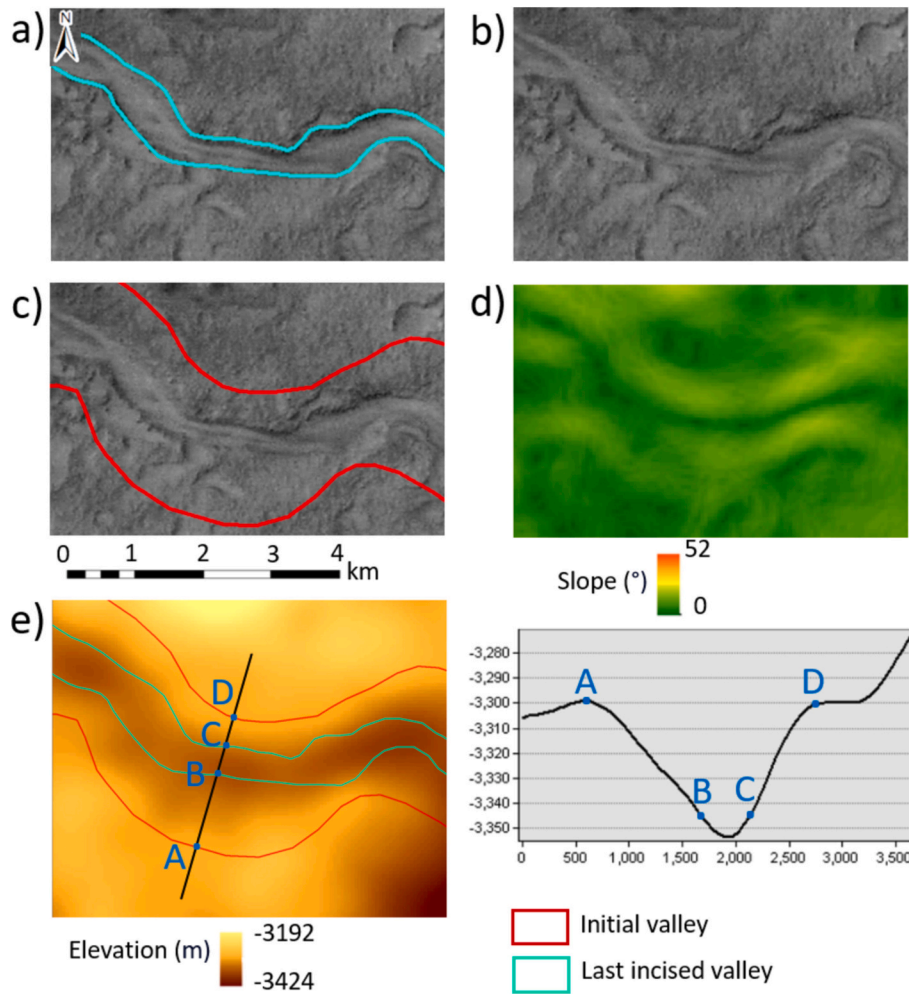 a)
N
b)
c)
d)
0 1 2 3 4
km
52
Slope (°)
0
e)
D
C
B
A
-3,280
-3,290
-3,300
-3,310
-3,320
-3,330
-3,340
-3,350
A
D
B
C
0 500 1,000 1,500 2,000 2,500 3,000 3,500
Elevation (m)
-3192
-3424
Initial valley
Last incised valley